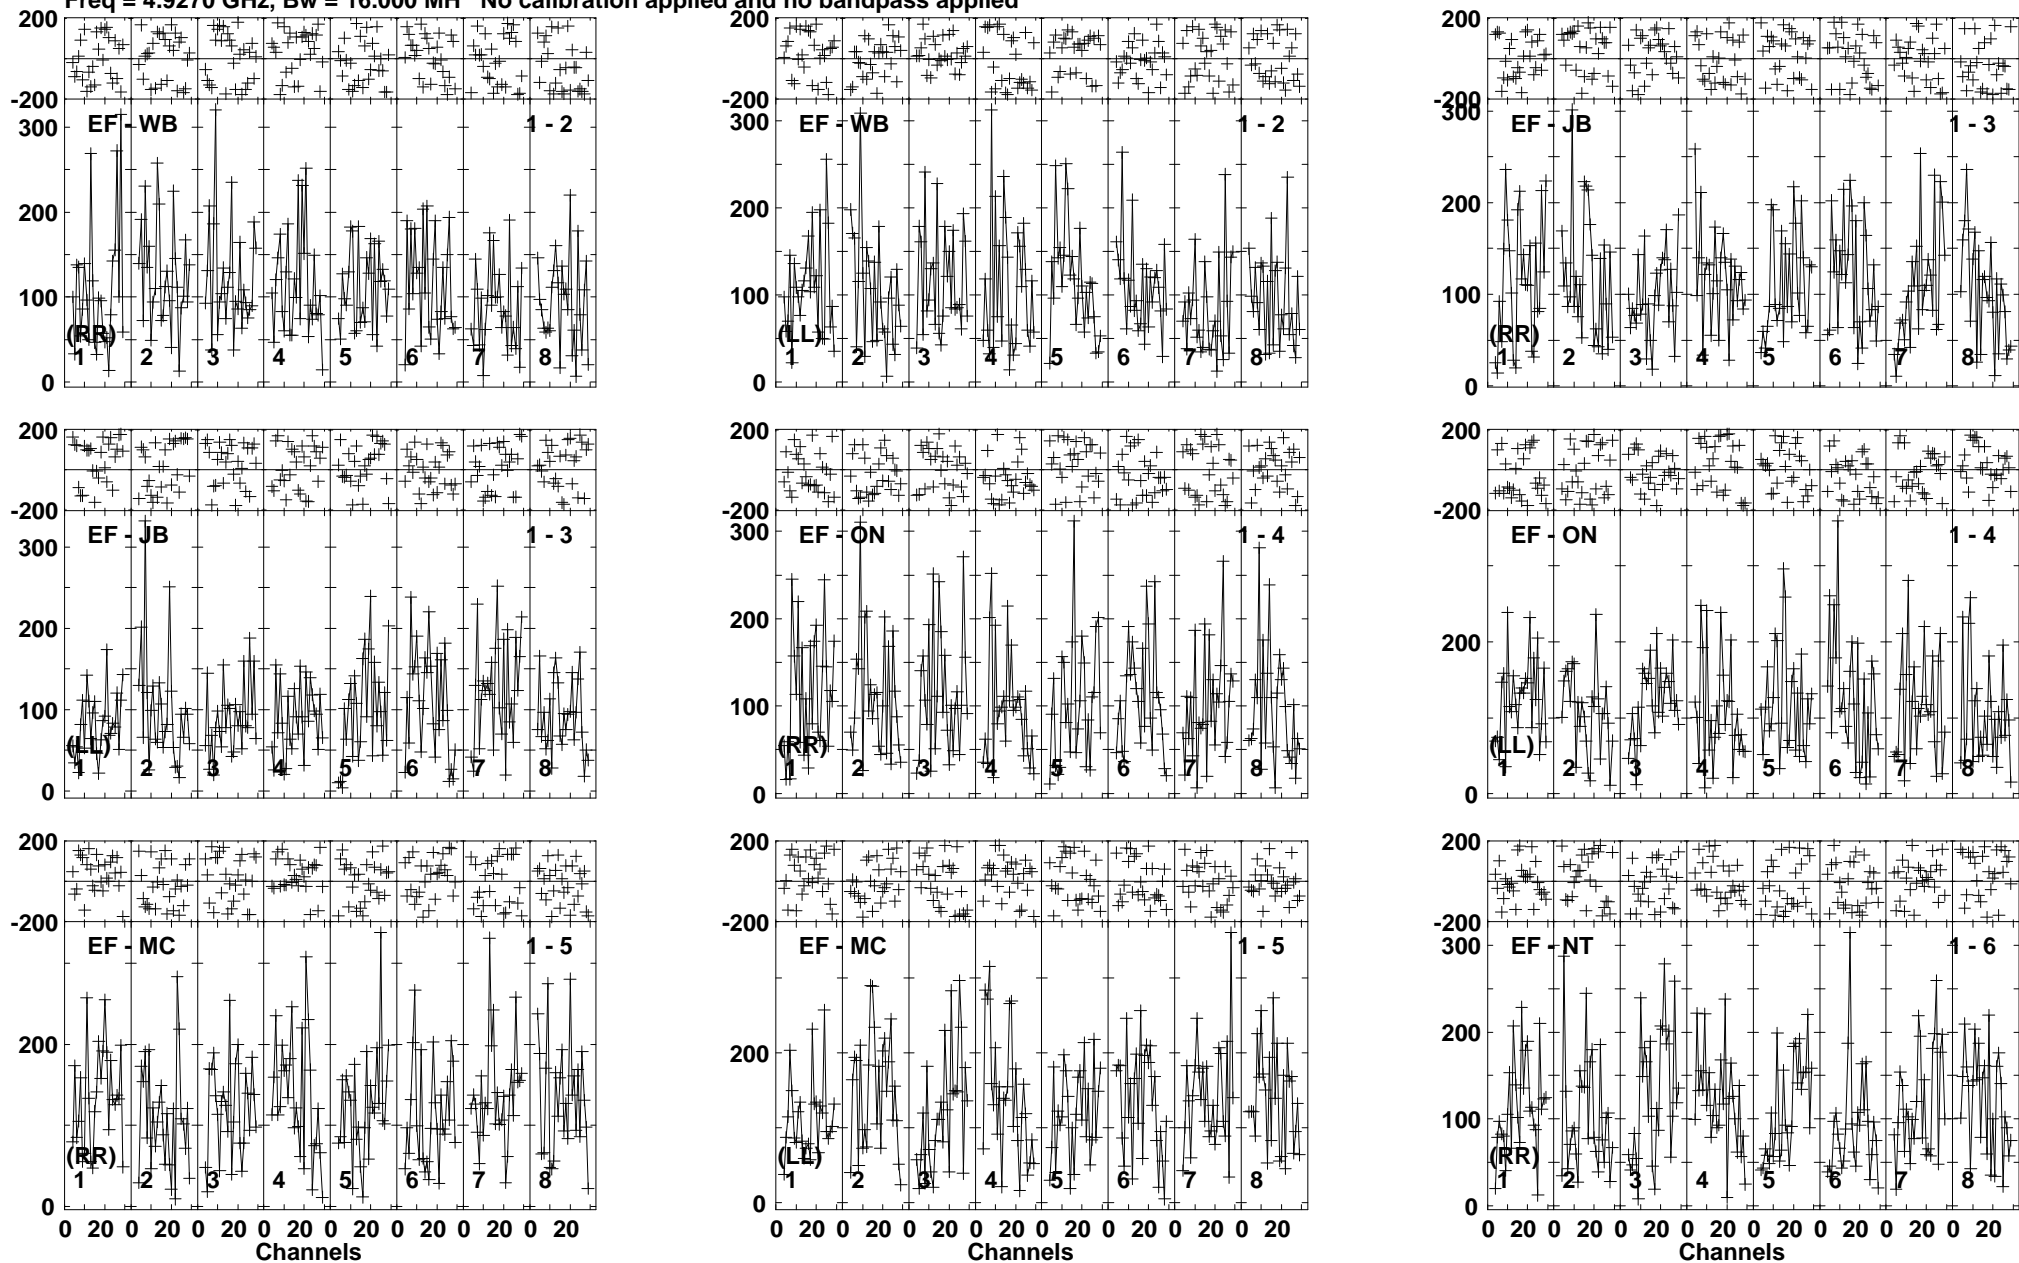 Freq = 4.9270 GHz, Bw = 16.000 MH No calibration applied and no bandpass applied
200 200 200
-200 -200 -200
300 EF - WB 1 - 2 300 EF - WB 1 - 2 300 EF - JB 1 - 3
200 200 200
100 100 100
(RR) (LL) (RR)
1 2 3 4 5 6 7 8 1 2 3 4 5 6 7 8 1 2 3 4 5 6 7 8
0 0 0
200 200 200
-200 -200 -200
300 EF - JB 1 - 3 300 EF - ON 1 - 4 EF - ON 1 - 4
200 200 200
100 100
(LL) (RR) (LL)
1 2 3 4 5 6 7 8 1 2 3 4 5 6 7 8 1 2 3 4 5 6 7 8
0 0 0
200 200 200
-200 -200 -200
EF - MC 1 - 5 EF - MC 1 - 5 300 EF - NT 1 - 6
200 200 200
100
(RR) (LL) (RR)
1 2 3 4 5 6 7 8 1 2 3 4 5 6 7 8 1 2 3 4 5 6 7 8
0 0 0
0 20 0 20 0 20 0 20 0 20 0 20 0 20 0 20 0 20 0 20 0 20 0 20 0 20 0 20 0 20 0 20 0 20 0 20 0 20 0 20 0 20 0 20 0 20 0 20
Channels Channels Channels